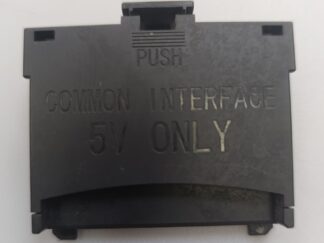 PUSH
COMMON INTERFACE
5V ONLY